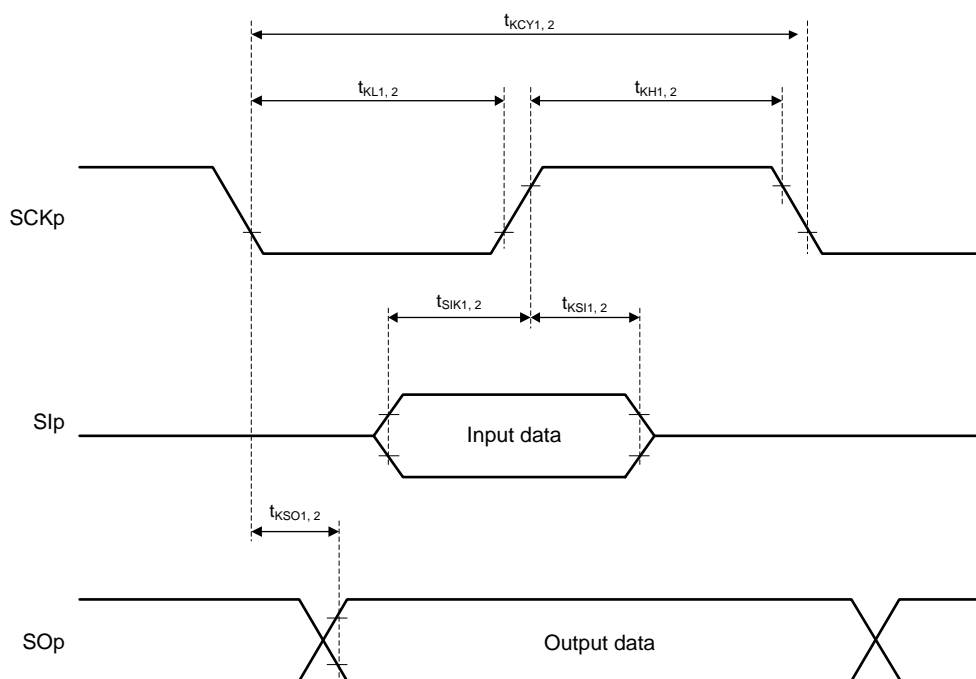 tKCY1, 2
tKL1, 2
tKH1, 2
SCKp
tSIK1, 2
tKSI1, 2
SIp
Input data
tKSO1, 2
SOp
Output data